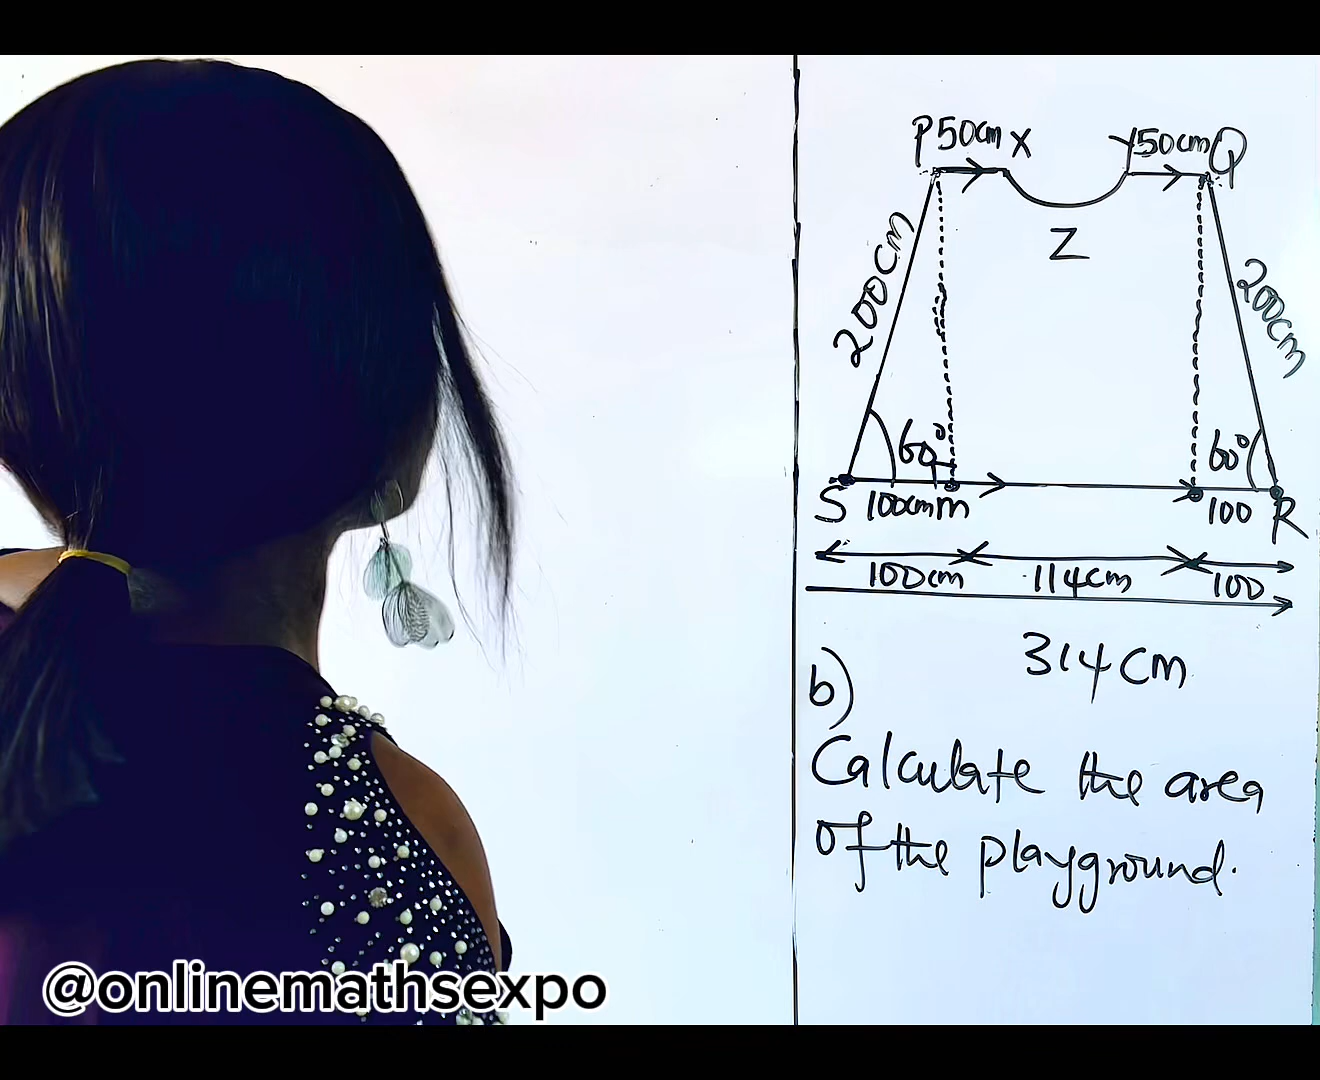 P 50cm X Y 50cm Q
Z
200cm
200cm
60°
60°
S 100cm m 100 R
100cm 114cm 100
314cm
b)
Calculate the area
Of the playground.
@onlinemathsexpo